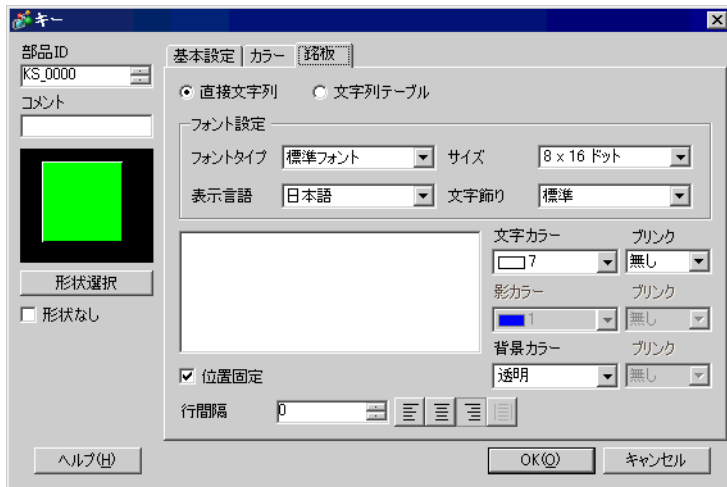 キー
部品ID
KS_0000
コメント
形状選択
形状なし
基本設定 カラー 銘板
直接文字列 文字列テーブル
フォント設定
フォントタイプ 標準フォント サイズ 8 x 16 ドット
表示言語 日本語 文字飾り 標準
文字カラー ブリンク
7 無し
影カラー ブリンク
1 無し
背景カラー ブリンク
透明 無し
位置固定
行間隔 0
ヘルプ(H) OK(O) キャンセル